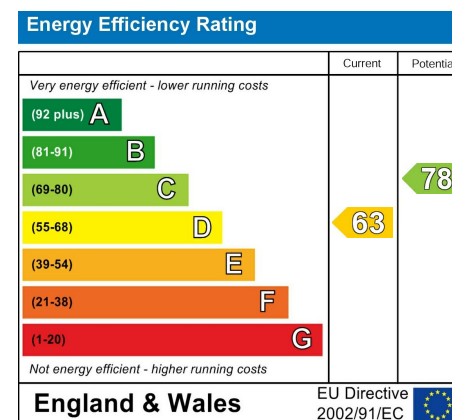 Energy Efficiency Rating
Current Potentia
Very energy efficient - lower running costs
(92 plus) A
(81-91) B
(69-80) C
78
(55-68) D
63
(39-54) E
(21-38) F
(1-20) G
Not energy efficient - higher running costs
England & Wales
EU Directive
2002/91/EC